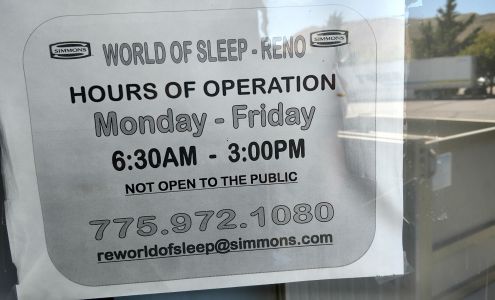 SIMMONS WORLD OF SLEEP - RENO SIMMONS
HOURS OF OPERATION
Monday - Friday
6:30AM - 3:00PM
NOT OPEN TO THE PUBLIC
775.972.1080
reworldofsleep@simmons.com